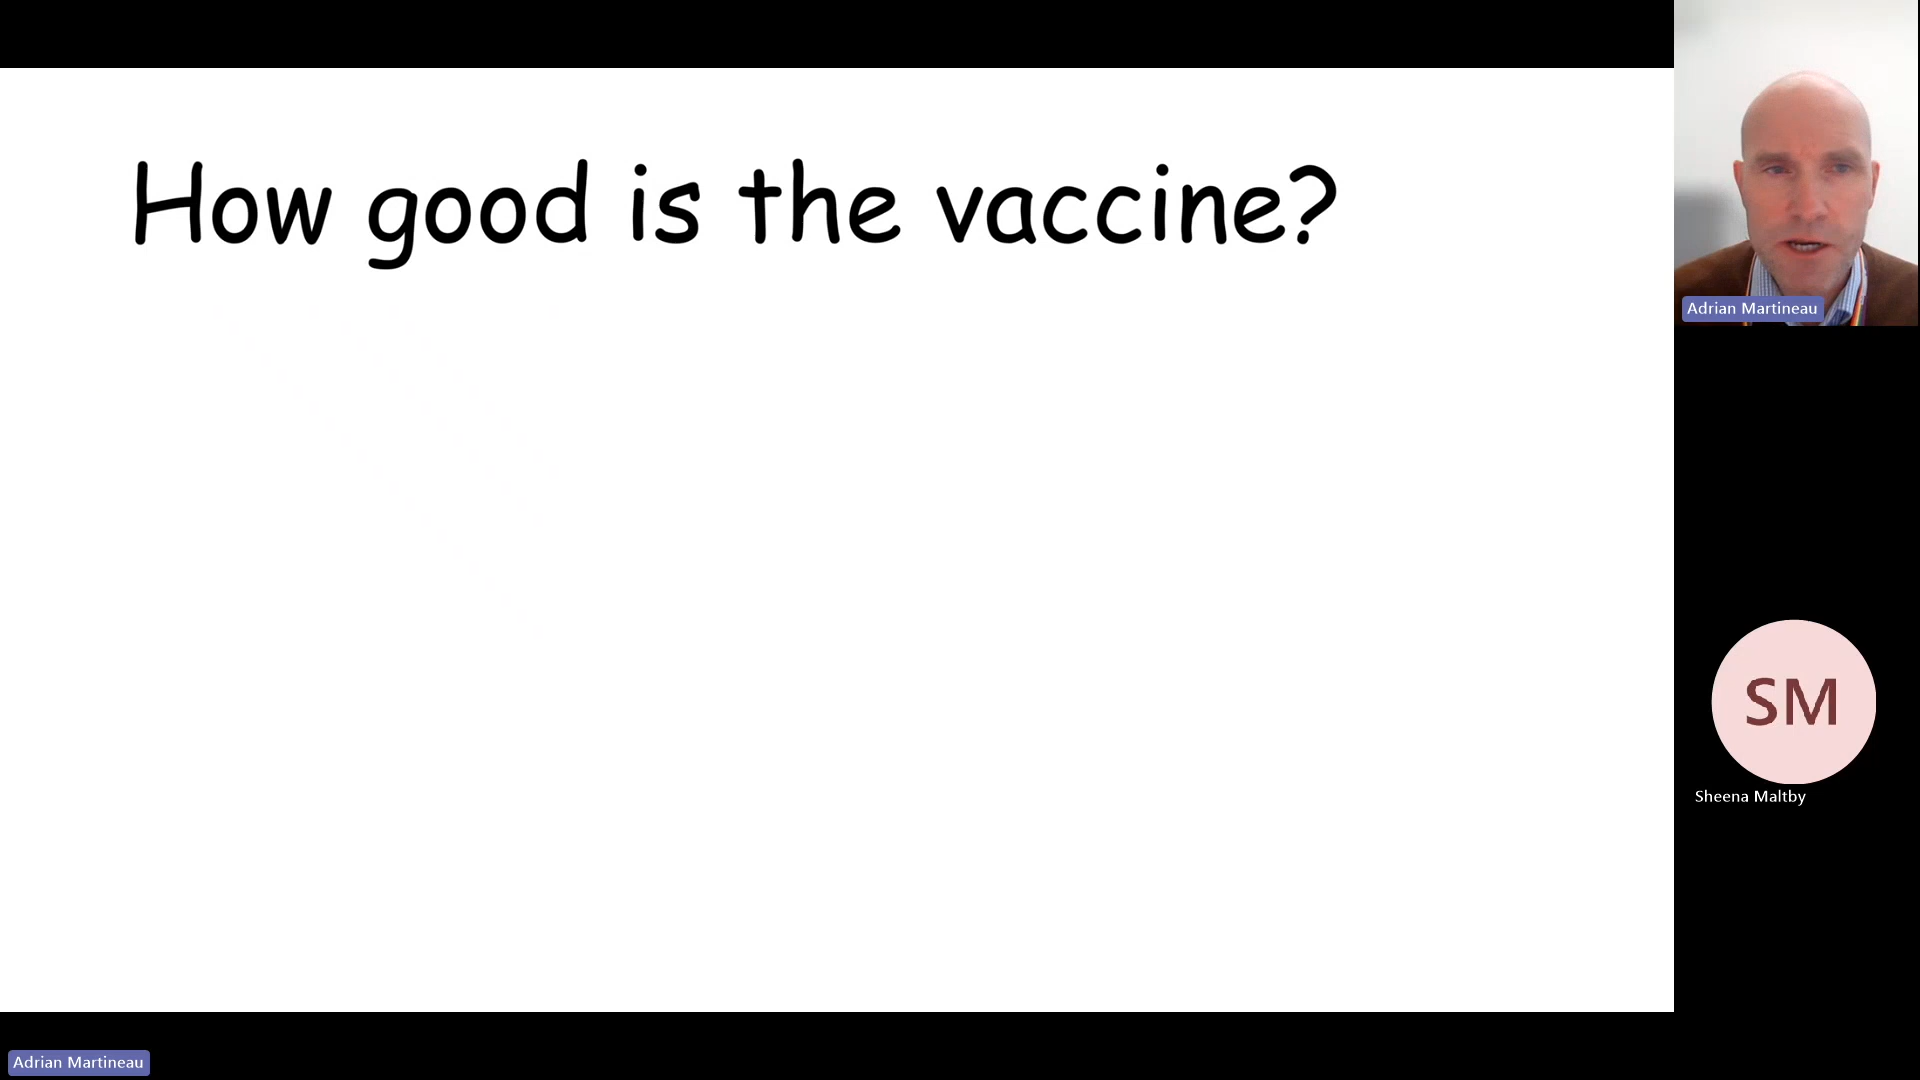 How good is the vaccine?
Adrian Martineau
SM
Sheena Maltby
Adrian Martineau